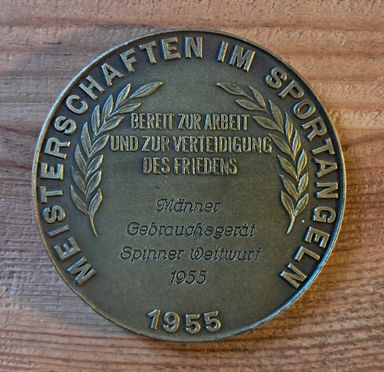 MEISTERSCHAFTEN IM SPORTANGELN
BEREIT ZUR ARBEIT
UND ZUR VERTEIDIGUNG
DES FRIEDENS
Männer
Gebrauchsgerät
Spinner Weitwurf
1955
1955